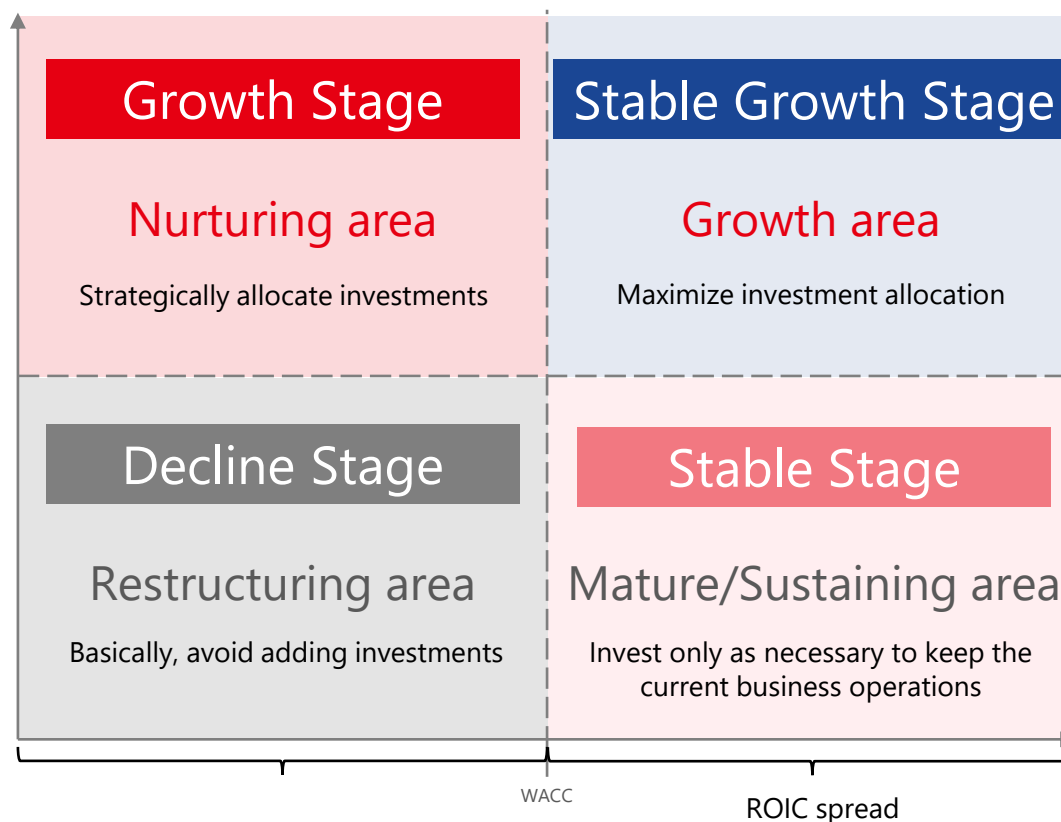 Growth Stage
Nurturing area
Strategically allocate investments
Stable Growth Stage
Growth area
Maximize investment allocation
Decline Stage
Restructuring area
Basically, avoid adding investments
Stable Stage
Mature/Sustaining area
Invest only as necessary to keep the
current business operations
WACC
ROIC spread